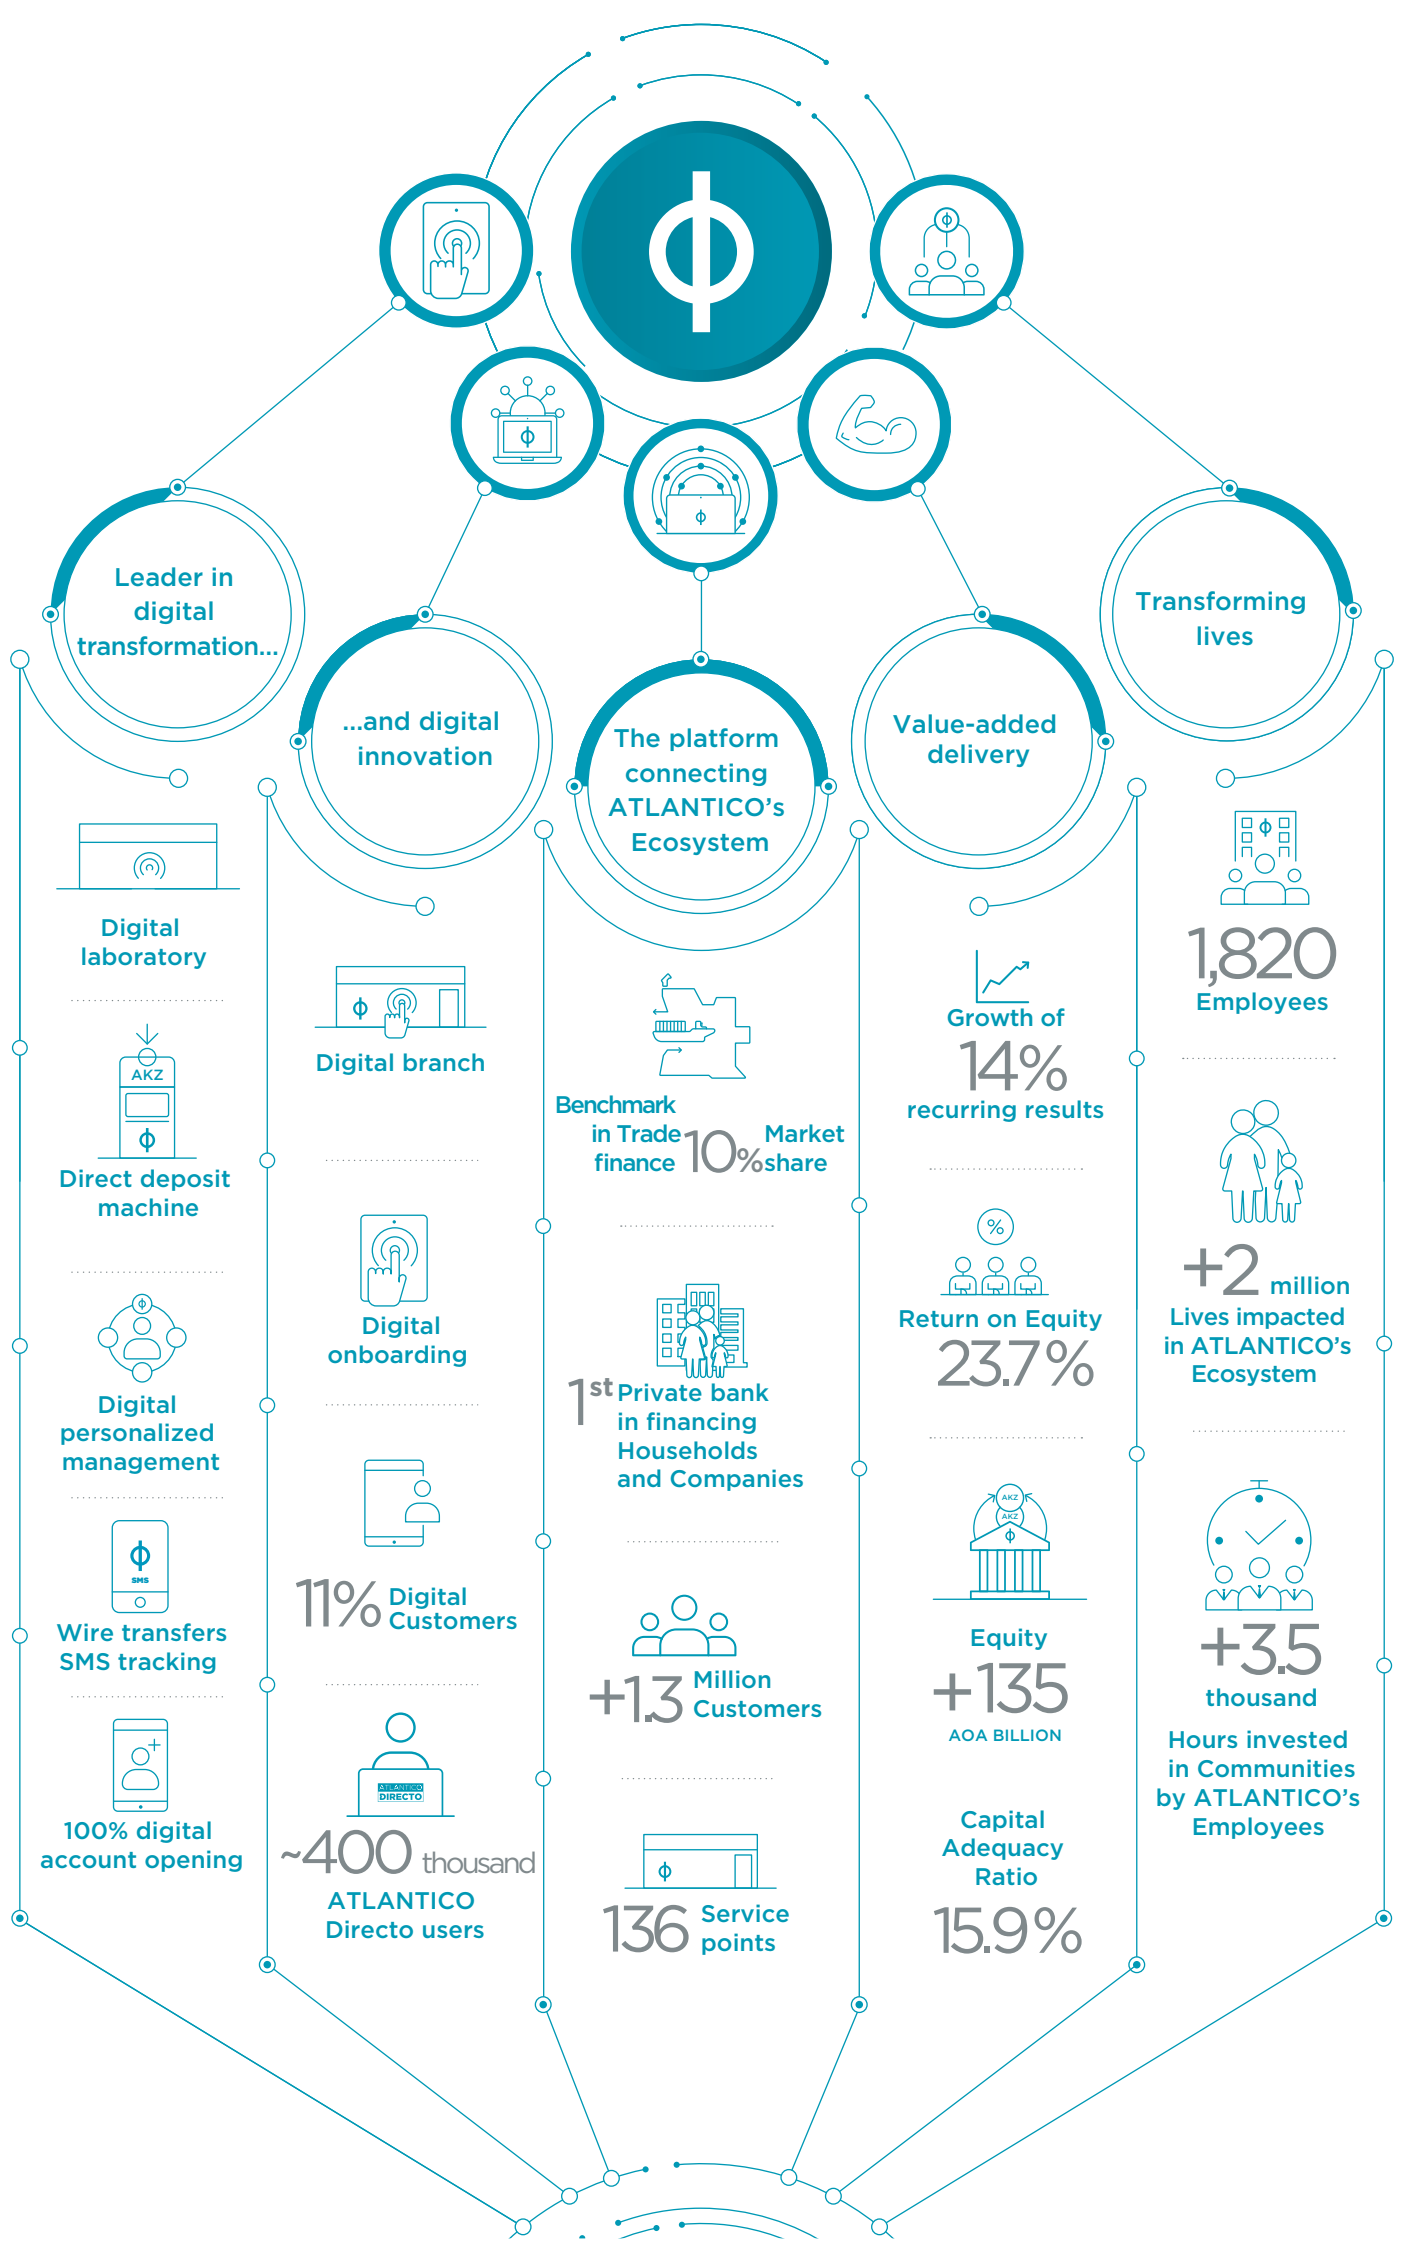 Leader in
digital
transformation...
Digital
laboratory
AKZ
Direct deposit
machine
Digital
personalized
management
SMS
Wire transfers
SMS tracking
100% digital
account opening
...and digital
innovation
Digital branch
Digital
onboarding
11% Digital
Customers
ATLANTICO
DIRECTO
~400 thousand
ATLANTICO
Directo users
The platform
connecting
ATLANTICO's
Ecosystem
Benchmark
in Trade
finance
10%
Market
share
1st Private bank
in financing
Households
and Companies
+1.3 Million
Customers
136 Service
points
Value-added
delivery
Growth of
14%
recurring results
%
Return on Equity
23.7%
AKZ
AKZ
Equity
+135
AOA BILLION
Capital
Adequacy
Ratio
15.9%
Transforming
lives
1,820
Employees
+2 million
Lives impacted
in ATLANTICO's
Ecosystem
+3.5
thousand
Hours invested
in Communities
by ATLANTICO's
Employees